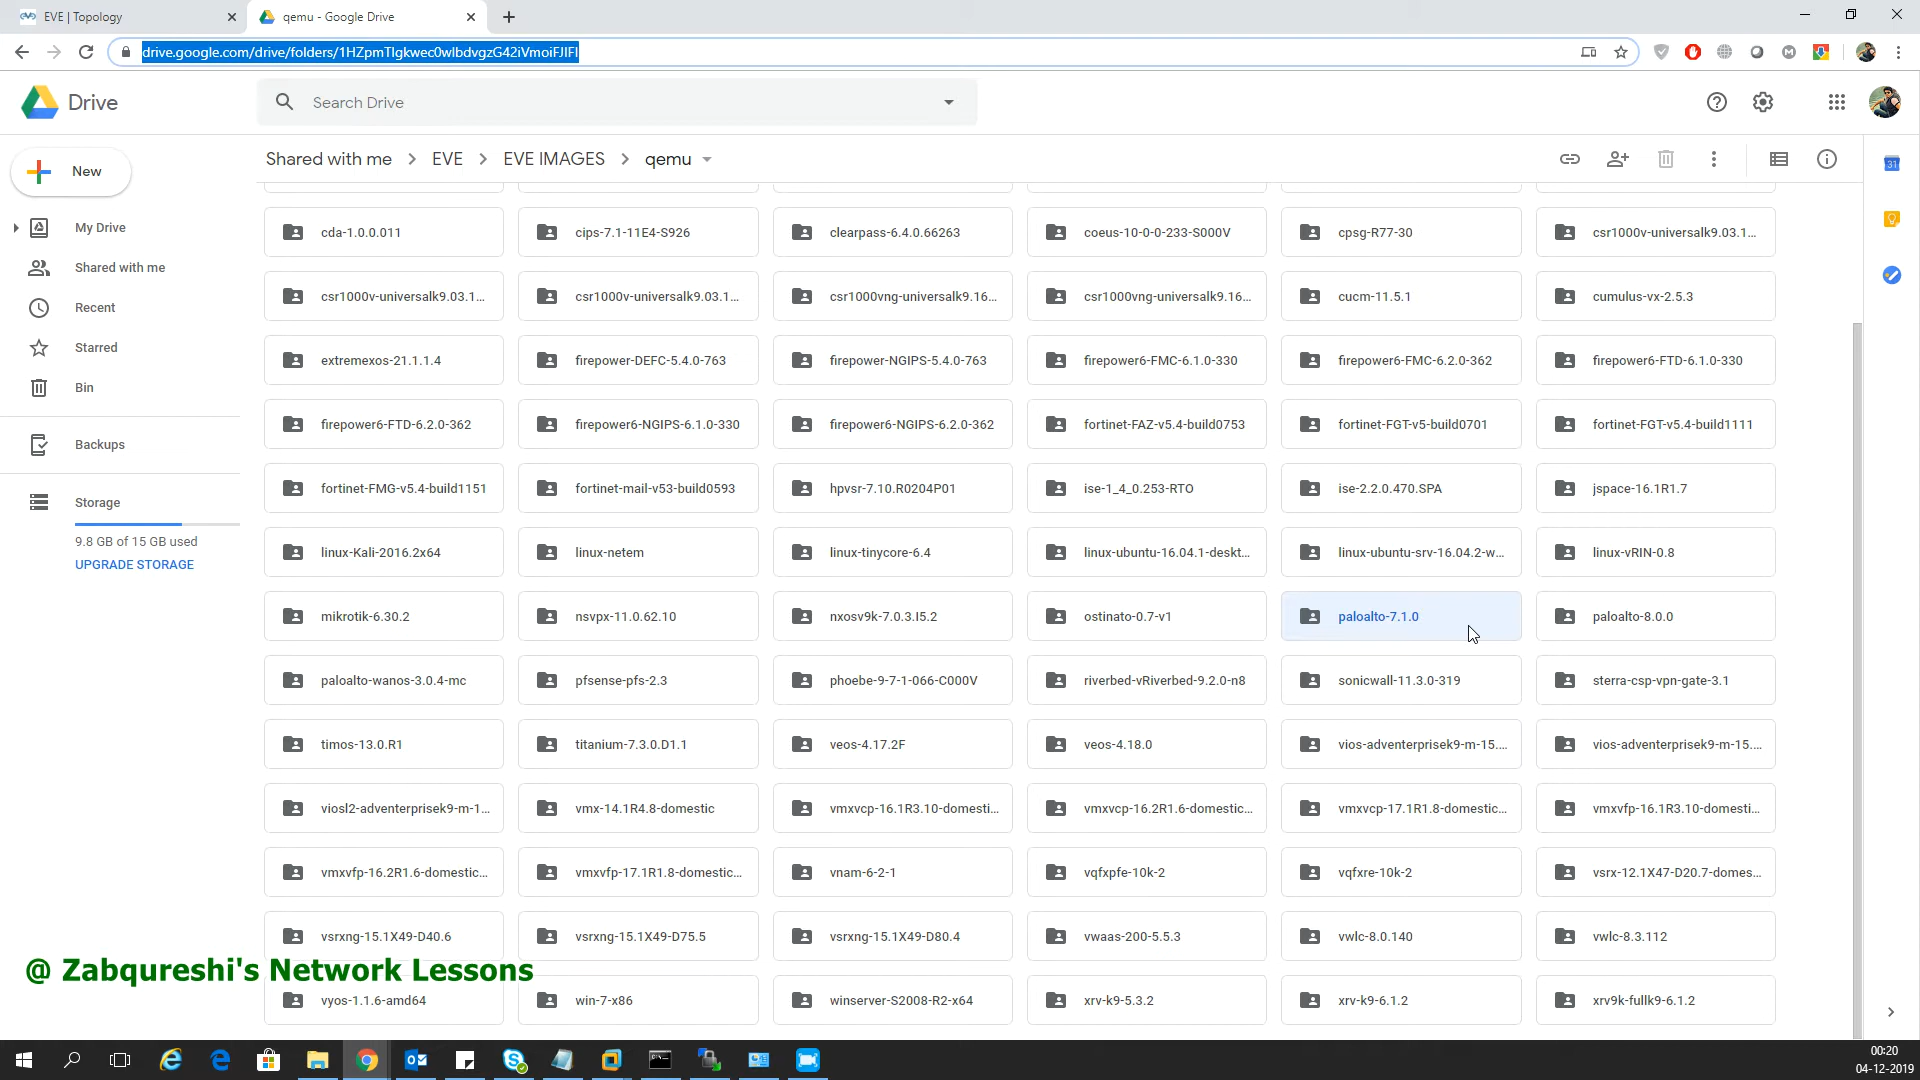 EVE | Topology
qemu - Google Drive
drive.google.com/drive/folders/1HZpmTIgkwec0wlbdvgzG42iVmoiFJIFl
Drive
Search Drive
New
Shared with me > EVE > EVE IMAGES > qemu
31
My Drive
Shared with me
Recent
Starred
Bin
Backups
Storage
9.8 GB of 15 GB used
UPGRADE STORAGE
cda-1.0.0.011
cips-7.1-11E4-S926
clearpass-6.4.0.66263
coeus-10-0-0-233-S000V
cpsg-R77-30
csr1000v-universalk9.03.1...
csr1000v-universalk9.03.1...
csr1000v-universalk9.03.1...
csr1000vng-universalk9.16...
csr1000vng-universalk9.16...
cucm-11.5.1
cumulus-vx-2.5.3
extremexos-21.1.1.4
firepower-DEFC-5.4.0-763
firepower-NGIPS-5.4.0-763
firepower6-FMC-6.1.0-330
firepower6-FMC-6.2.0-362
firepower6-FTD-6.1.0-330
firepower6-FTD-6.2.0-362
firepower6-NGIPS-6.1.0-330
firepower6-NGIPS-6.2.0-362
fortinet-FAZ-v5.4-build0753
fortinet-FGT-v5-build0701
fortinet-FGT-v5.4-build1111
fortinet-FMG-v5.4-build1151
fortinet-mail-v53-build0593
hpvsr-7.10.R0204P01
ise-1_4_0.253-RTO
ise-2.2.0.470.SPA
jspace-16.1R1.7
linux-Kali-2016.2x64
linux-netem
linux-tinycore-6.4
linux-ubuntu-16.04.1-deskt...
linux-ubuntu-srv-16.04.2-w...
linux-vRIN-0.8
mikrotik-6.30.2
nsvpx-11.0.62.10
nxosv9k-7.0.3.I5.2
ostinato-0.7-v1
paloalto-7.1.0
paloalto-8.0.0
paloalto-wanos-3.0.4-mc
pfsense-pfs-2.3
phoebe-9-7-1-066-C000V
riverbed-vRiverbed-9.2.0-n8
sonicwall-11.3.0-319
sterra-csp-vpn-gate-3.1
timos-13.0.R1
titanium-7.3.0.D1.1
veos-4.17.2F
veos-4.18.0
vios-adventerprisek9-m-15....
vios-adventerprisek9-m-15....
viosl2-adventerprisek9-m-1...
vmx-14.1R4.8-domestic
vmxvcp-16.1R3.10-domesti...
vmxvcp-16.2R1.6-domestic...
vmxvcp-17.1R1.8-domestic...
vmxvfp-16.1R3.10-domesti...
vmxvfp-16.2R1.6-domestic...
vmxvfp-17.1R1.8-domestic...
vnam-6-2-1
vqfxpfe-10k-2
vqfxre-10k-2
vsrx-12.1X47-D20.7-domes...
vsrxng-15.1X49-D40.6
vsrxng-15.1X49-D75.5
vsrxng-15.1X49-D80.4
vwaas-200-5.5.3
vwlc-8.0.140
vwlc-8.3.112
@ Zabqureshi's Network Lessons
vyos-1.1.6-amd64
win-7-x86
winserver-S2008-R2-x64
xrv-k9-5.3.2
xrv-k9-6.1.2
xrv9k-fullk9-6.1.2
00:20
04-12-2019